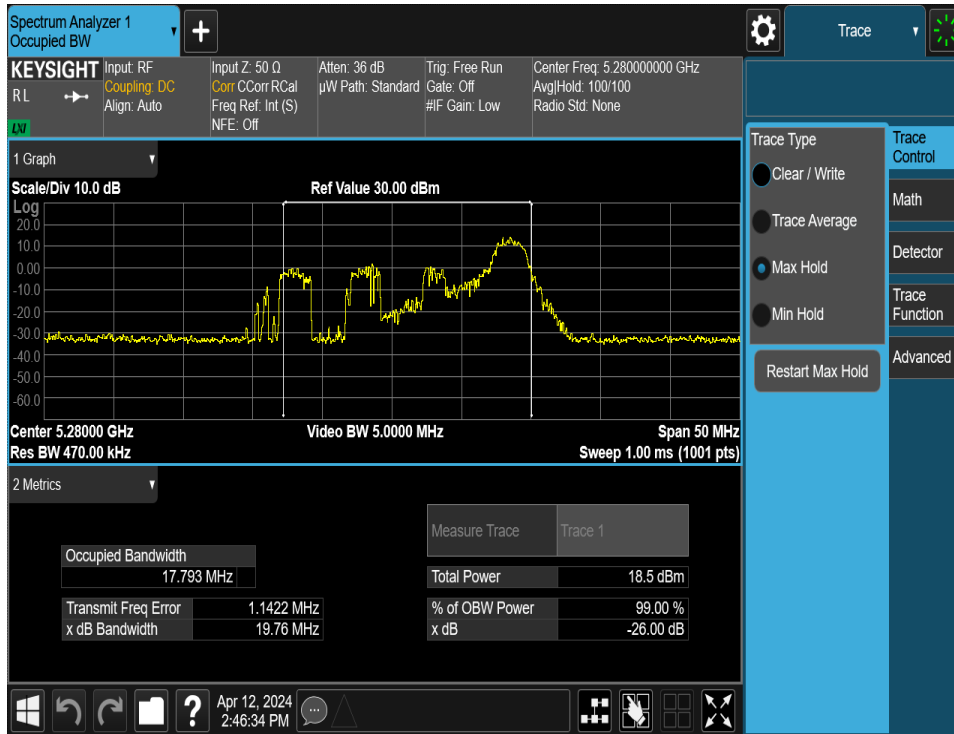 Spectrum Analyzer 1
Occupied BW
+
Trace
KEYSIGHT
R L
LXI
Input: RF
Coupling: DC
Align: Auto
Input Z: 50 Ω
Corr CCorr RCal
Freq Ref: Int (S)
NFE: Off
Atten: 36 dB
µW Path: Standard
Trig: Free Run
Gate: Off
#IF Gain: Low
Center Freq: 5.280000000 GHz
Avg|Hold: 100/100
Radio Std: None
1 Graph
Scale/Div 10.0 dB
Ref Value 30.00 dBm
Log
20.0
10.0
0.00
-10.0
-20.0
-30.0
-40.0
-50.0
-60.0
Center 5.28000 GHz
Video BW 5.0000 MHz
Span 50 MHz
Res BW 470.00 kHz
Sweep 1.00 ms (1001 pts)
2 Metrics
Measure Trace
Trace 1
Occupied Bandwidth
17.793 MHz
Total Power
18.5 dBm
Transmit Freq Error
1.1422 MHz
% of OBW Power
99.00 %
x dB Bandwidth
19.76 MHz
x dB
-26.00 dB
Trace Type
Clear / Write
Trace Average
Max Hold
Min Hold
Restart Max Hold
Trace
Control
Math
Detector
Trace
Function
Advanced
?
Apr 12, 2024
2:46:34 PM